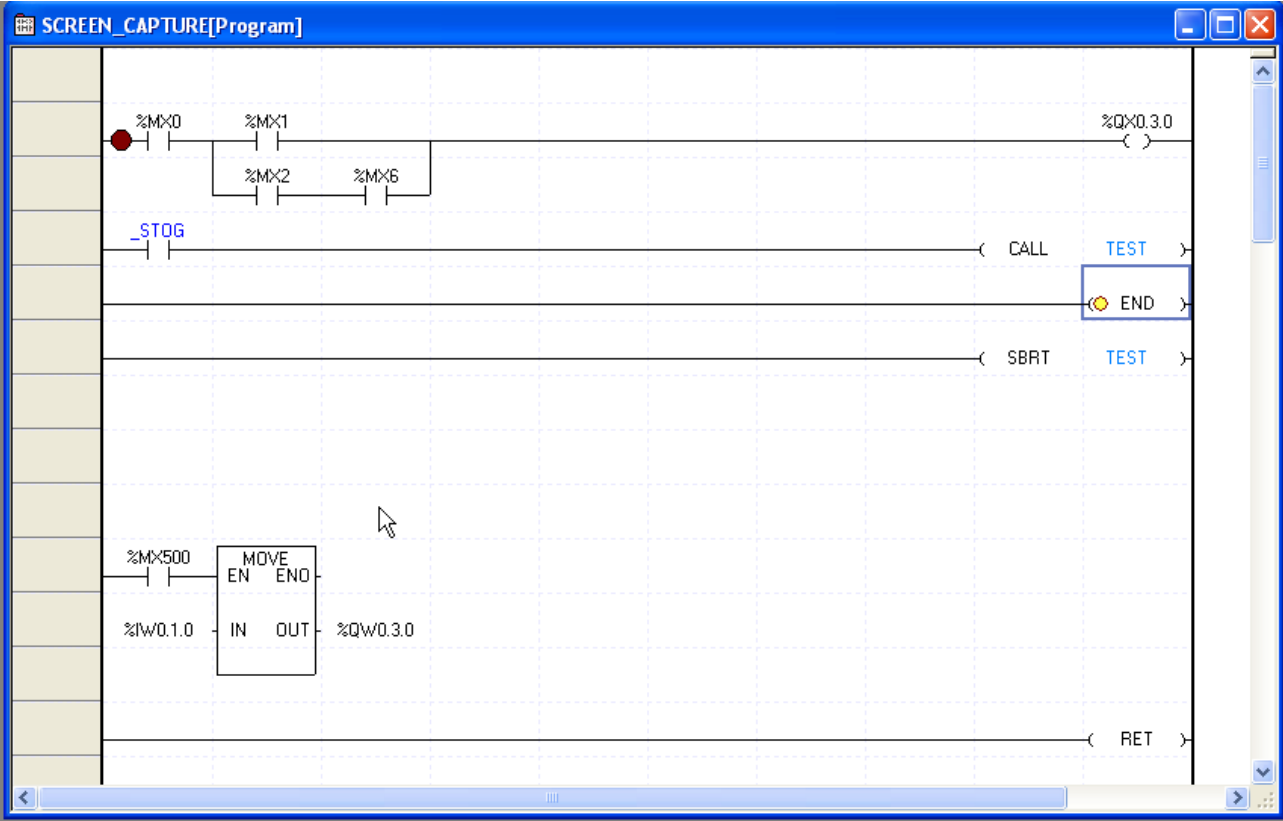 SCREEN_CAPTURE[Program]
%MX0 %MX1 %QX0.3.0
%MX2 %MX6
_STOG
CALL TEST
END
SBRT TEST
%MX500 MOVE
EN ENO
%IW0.1.0 IN OUT %QW0.3.0
RET